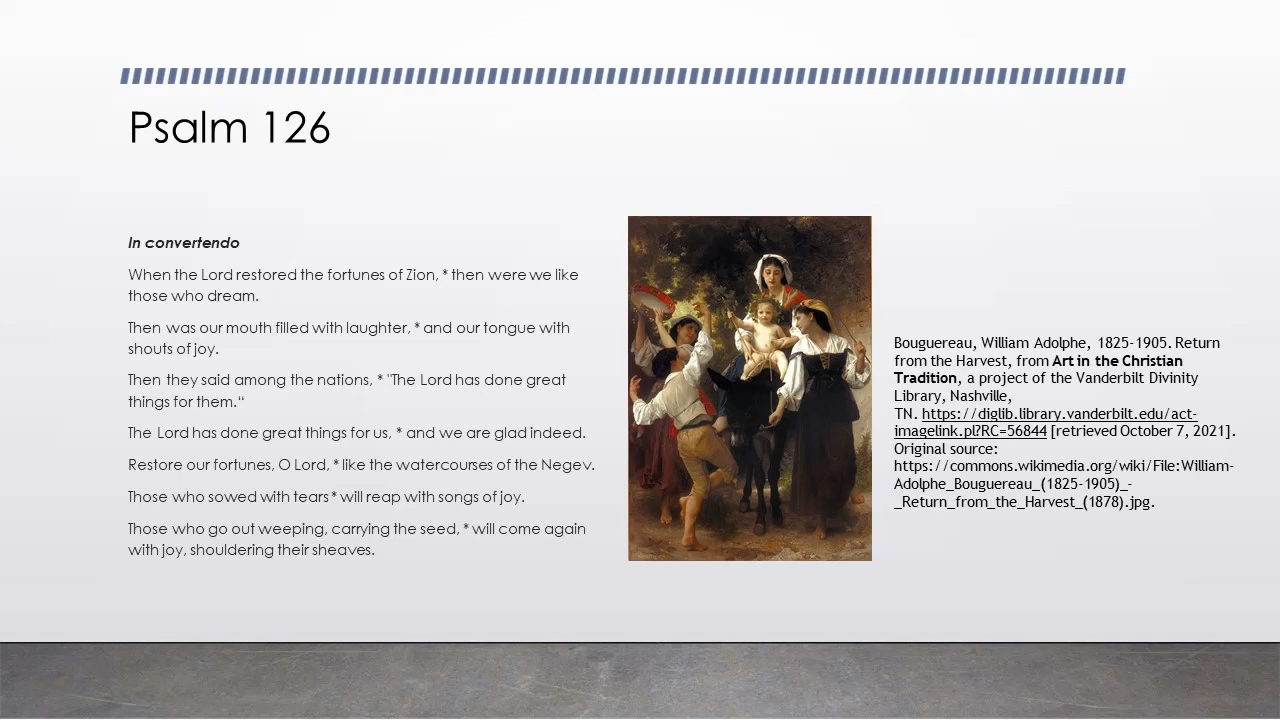 Psalm 126
In convertendo
When the Lord restored the fortunes of Zion, * then were we like
those who dream.
Then was our mouth filled with laughter, * and our tongue with
shouts of joy.
Then they said among the nations, * "The Lord has done great
things for them.“
The Lord has done great things for us, * and we are glad indeed.
Restore our fortunes, O Lord, * like the watercourses of the Negev.
Those who sowed with tears * will reap with songs of joy.
Those who go out weeping, carrying the seed, * will come again
with joy, shouldering their sheaves.
Bouguereau, William Adolphe, 1825-1905. Return
from the Harvest, from Art in the Christian
Tradition, a project of the Vanderbilt Divinity
Library, Nashville,
TN. https://diglib.library.vanderbilt.edu/act-
imagelink.pl?RC=56844 [retrieved October 7, 2021].
Original source:
https://commons.wikimedia.org/wiki/File:William-
Adolphe_Bouguereau_(1825-1905)_-
_Return_from_the_Harvest_(1878).jpg.